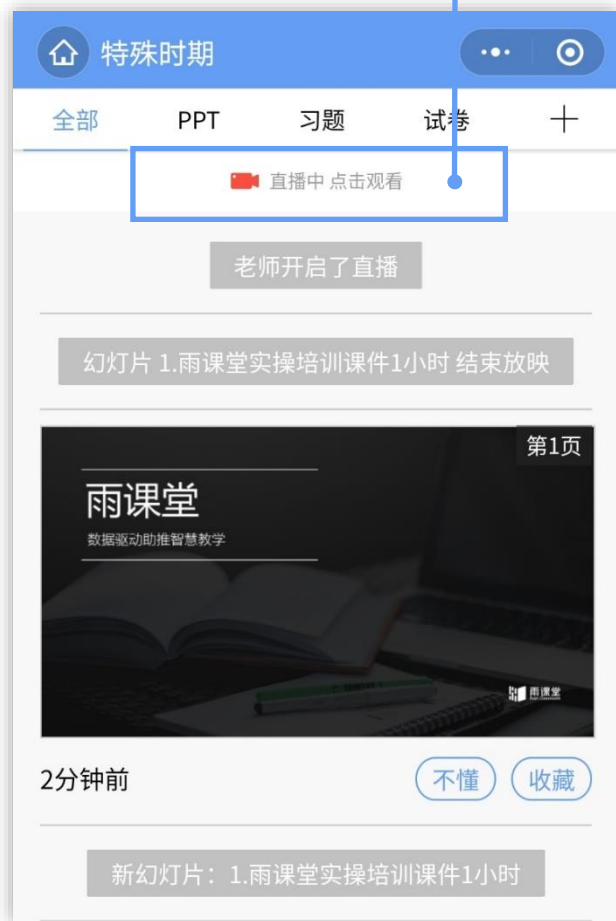 特殊时期
全部 PPT 习题 试卷
直播中 点击观看
老师开启了直播
幻灯片 1.雨课堂实操培训课件1小时 结束放映
第1页
雨课堂
数据驱动助推智慧教学
雨课堂
2分钟前 不懂 收藏
新幻灯片：1.雨课堂实操培训课件1小时